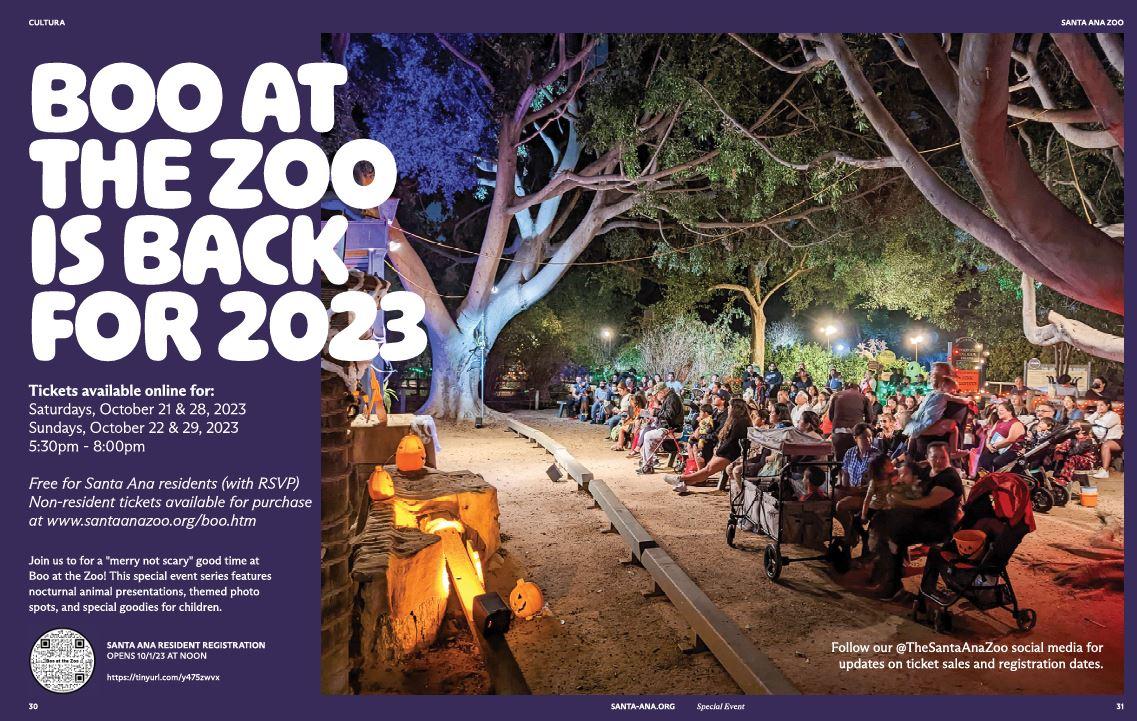 CULTURA
SANTA ANA ZOO
BOO AT
THE ZOO
IS BACK
FOR 2023
Tickets available online for:
Saturdays, October 21 & 28, 2023
Sundays, October 22 & 29, 2023
5:30pm - 8:00pm
Free for Santa Ana residents (with RSVP)
Non-resident tickets available for purchase
at www.santaanazoo.org/boo.htm
Join us to for a "merry not scary" good time at
Boo at the Zoo! This special event series features
nocturnal animal presentations, themed photo
spots, and special goodies for children.
Boo at the Zoo
SANTA ANA RESIDENT REGISTRATION
OPENS 10/1/23 AT NOON
https://tinyurl.com/y475zwvx
Follow our @TheSantaAnaZoo social media for
updates on ticket sales and registration dates.
30
SANTA-ANA.ORG
Special Event
31